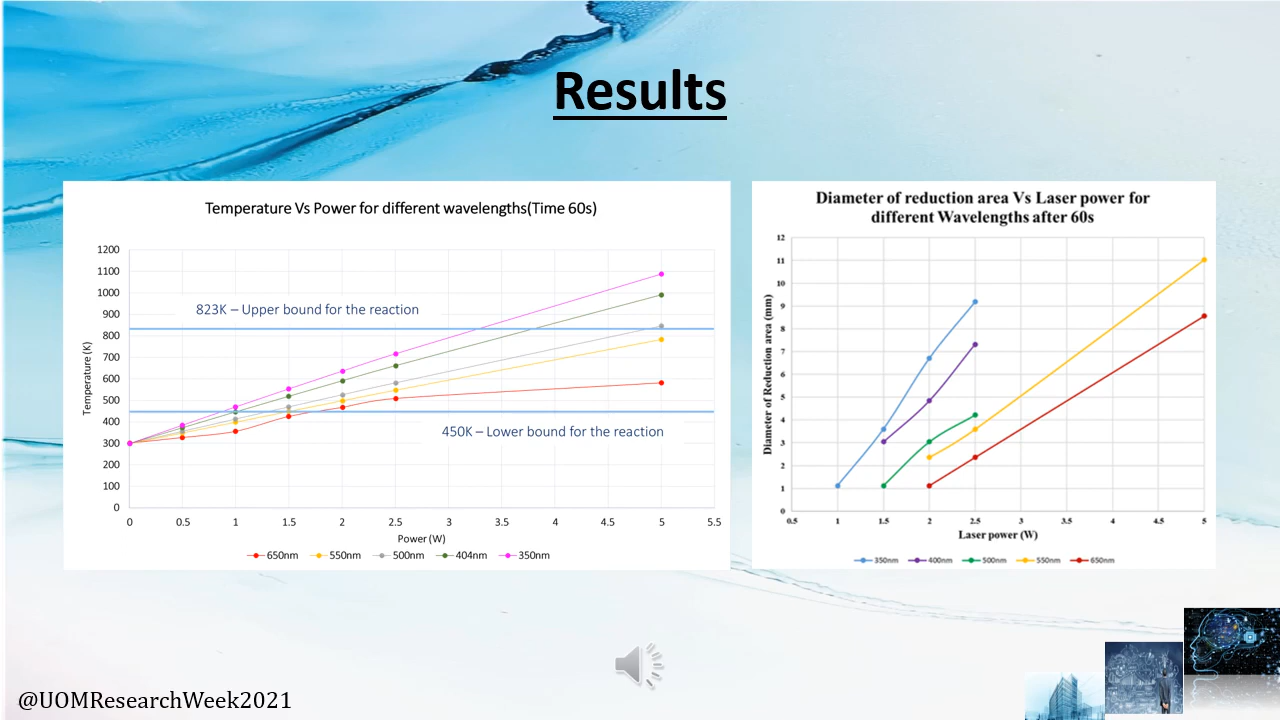 Results
Temperature Vs Power for different wavelengths(Time 60s)
1200
1100
1000
900
800
700
600
500
400
300
200
100
0
Temperature (K)
823K – Upper bound for the reaction
450K – Lower bound for the reaction
0 0.5 1 1.5 2 2.5 3 3.5 4 4.5 5 5.5
Power (W)
650nm 550nm 500nm 404nm 350nm
Diameter of reduction area Vs Laser power for
different Wavelengths after 60s
12
11
10
9
8
7
6
5
4
3
2
1
0
Diameter of Reduction area (mm)
0.5 1 1.5 2 2.5 3 3.5 4 4.5 5
Laser power (W)
350nm 400nm 500nm 550nm 650nm
@UOMResearchWeek2021